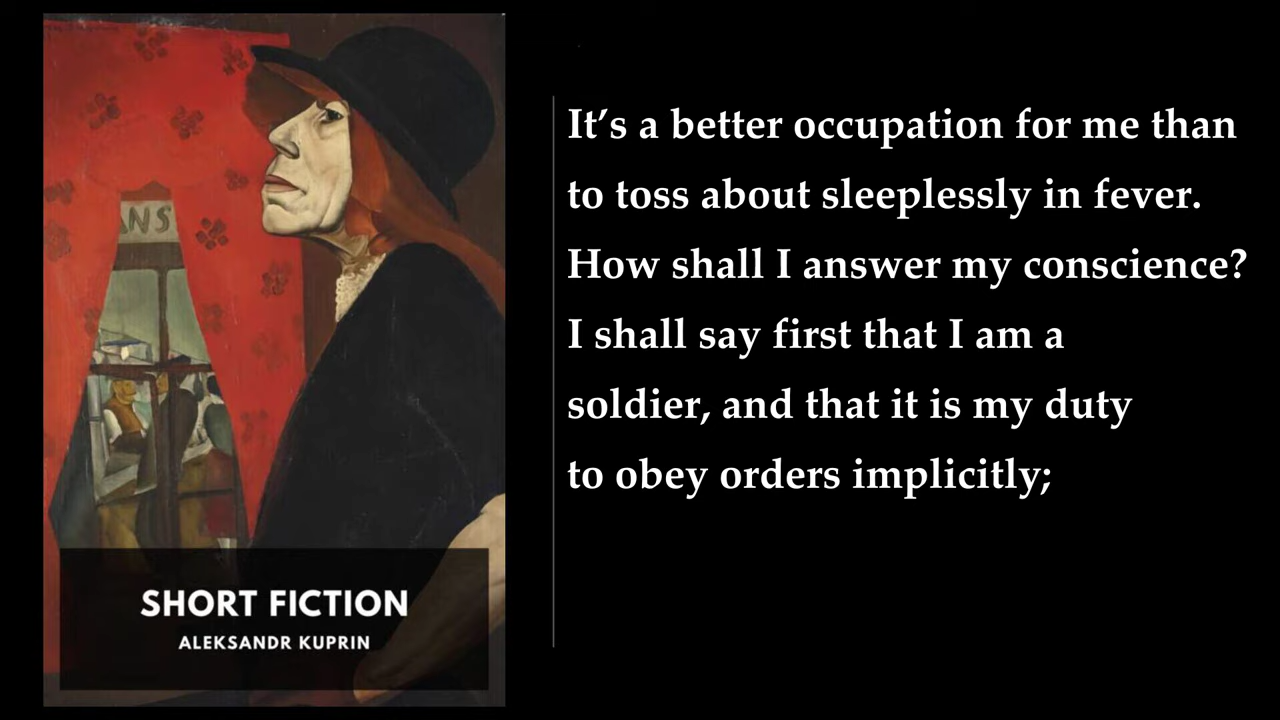 ANS
SHORT FICTION
ALEKSANDR KUPRIN
It’s a better occupation for me than
to toss about sleeplessly in fever.
How shall I answer my conscience?
I shall say first that I am a
soldier, and that it is my duty
to obey orders implicitly;